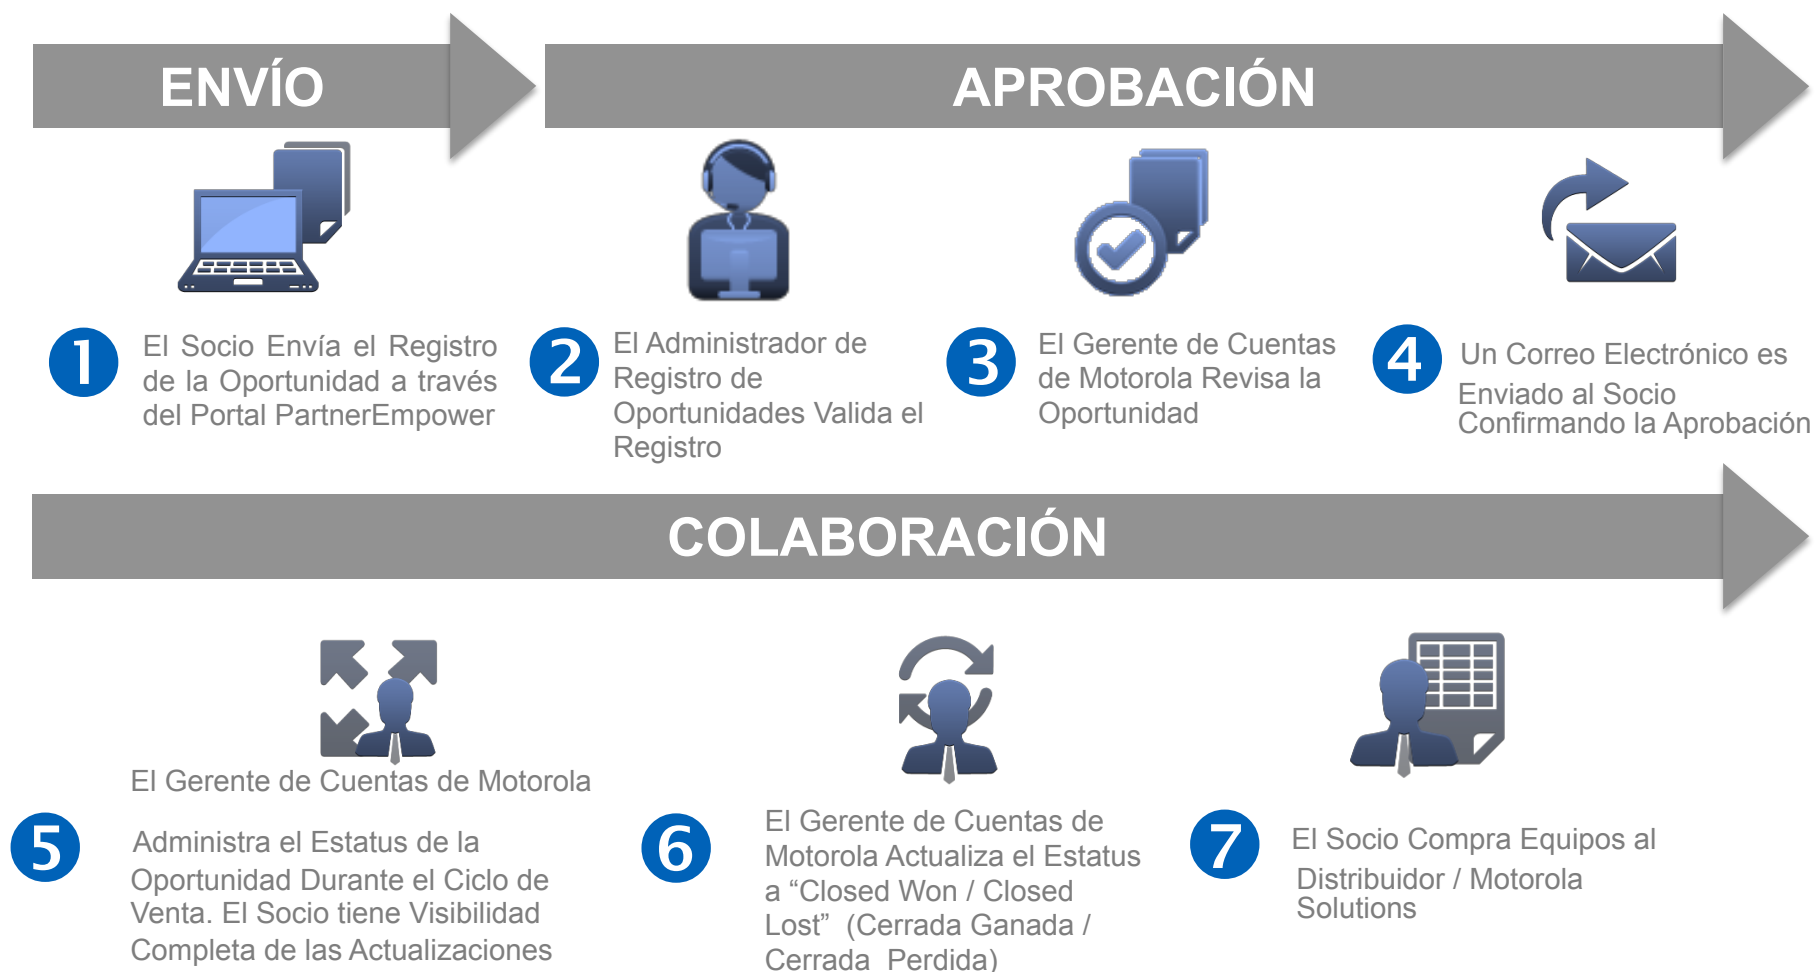 ENVÍO
APROBACIÓN
1
El Socio Envía el Registro
de la Oportunidad a través
del Portal PartnerEmpower
2
El Administrador de
Registro de
Oportunidades Valida el
Registro
3
El Gerente de Cuentas
de Motorola Revisa la
Oportunidad
4
Un Correo Electrónico es
Enviado al Socio
Confirmando la Aprobación
COLABORACIÓN
5
El Gerente de Cuentas de Motorola
Administra el Estatus de la
Oportunidad Durante el Ciclo de
Venta. El Socio tiene Visibilidad
Completa de las Actualizaciones
6
El Gerente de Cuentas de
Motorola Actualiza el Estatus
a “Closed Won / Closed
Lost” (Cerrada Ganada /
Cerrada Perdida)
7
El Socio Compra Equipos al
Distribuidor / Motorola
Solutions